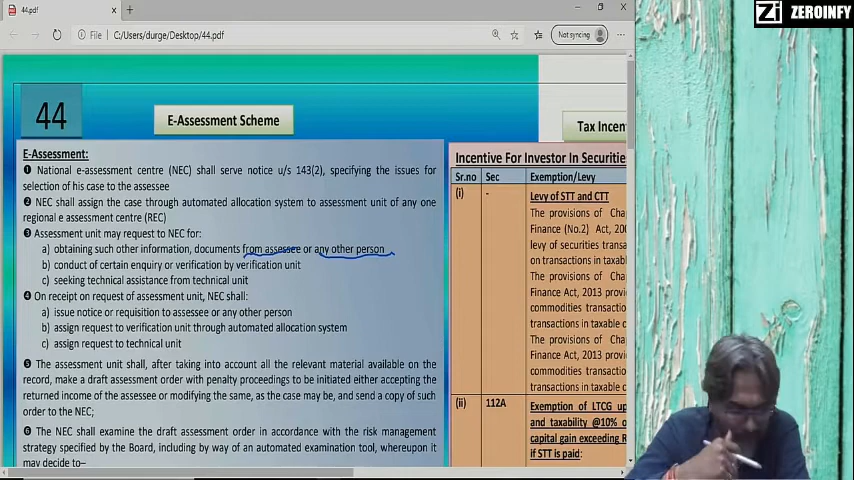 44.pdf
ZEROINFY
File
C:/Users/durge/Desktop/44.pdf
Not syncing
44
E-Assessment Scheme
E-Assessment:
❶ National e-assessment centre (NEC) shall serve notice u/s 143(2), specifying the issues for
selection of his case to the assessee
❷ NEC shall assign the case through automated allocation system to assessment unit of any one
regional e assessment centre (REC)
❸ Assessment unit may request to NEC for:
a) obtaining such other information, documents from assessee or any other person
b) conduct of certain enquiry or verification by verification unit
c) seeking technical assistance from technical unit
❹ On receipt on request of assessment unit, NEC shall:
a) issue notice or requisition to assessee or any other person
b) assign request to verification unit through automated allocation system
c) assign request to technical unit
❺ The assessment unit shall, after taking into account all the relevant material available on the
record, make a draft assessment order with penalty proceedings to be initiated either accepting the
returned income of the assessee or modifying the same, as the case may be, and send a copy of such
order to the NEC;
❻ The NEC shall examine the draft assessment order in accordance with the risk management
strategy specified by the Board, including by way of an automated examination tool, whereupon it
may decide to–
Tax Incen
Incentive For Investor In Securities
Sr.no Sec Exemption/Levy
(i) - Levy of STT and CTT
The provisions of Cha
Finance (No.2) Act, 200
levy of securities transa
on transactions in taxable
The provisions of Cha
Finance Act, 2013 provi
commodities transactio
transactions in taxable c
The provisions of Cha
Finance Act, 2013 provi
commodities transactio
transactions in taxable
(ii) 112A Exemption of LTCG up
and taxability @10% o
capital gain exceeding R
if STT is paid: